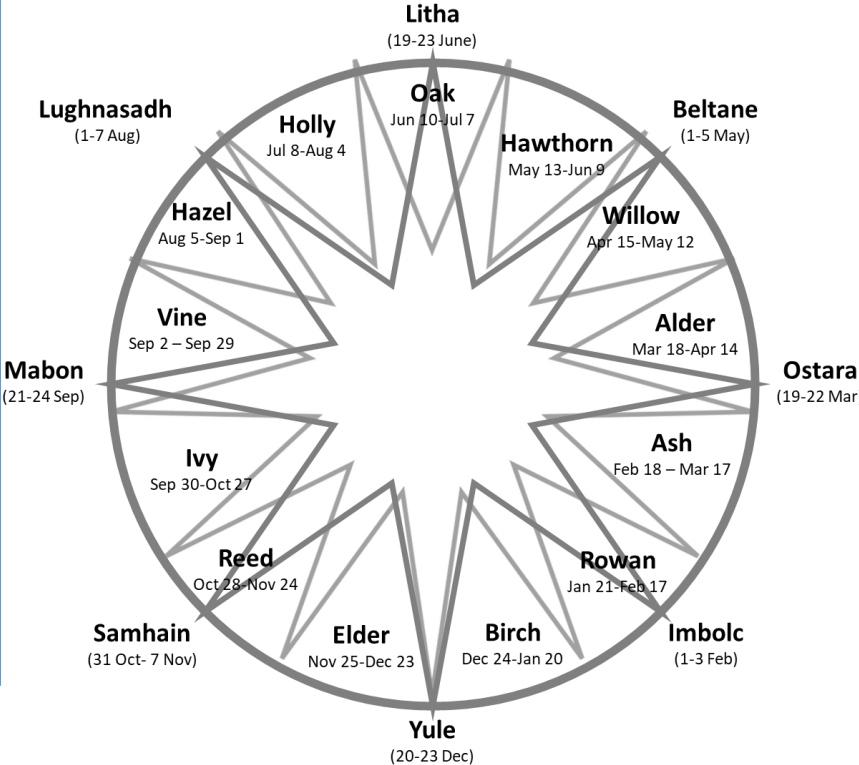 Litha
(19-23 June)
Oak
Jun 10-Jul 7
Lughnasadh
(1-7 Aug)
Beltane
(1-5 May)
Holly
Jul 8-Aug 4
Hawthorn
May 13-Jun 9
Hazel
Aug 5-Sep 1
Willow
Apr 15-May 12
Vine
Sep 2 – Sep 29
Alder
Mar 18-Apr 14
Mabon
(21-24 Sep)
Ostara
(19-22 Mar
Ivy
Sep 30-Oct 27
Ash
Feb 18 – Mar 17
Reed
Oct 28-Nov 24
Rowan
Jan 21-Feb 17
Samhain
(31 Oct- 7 Nov)
Elder
Nov 25-Dec 23
Birch
Dec 24-Jan 20
Imbolc
(1-3 Feb)
Yule
(20-23 Dec)